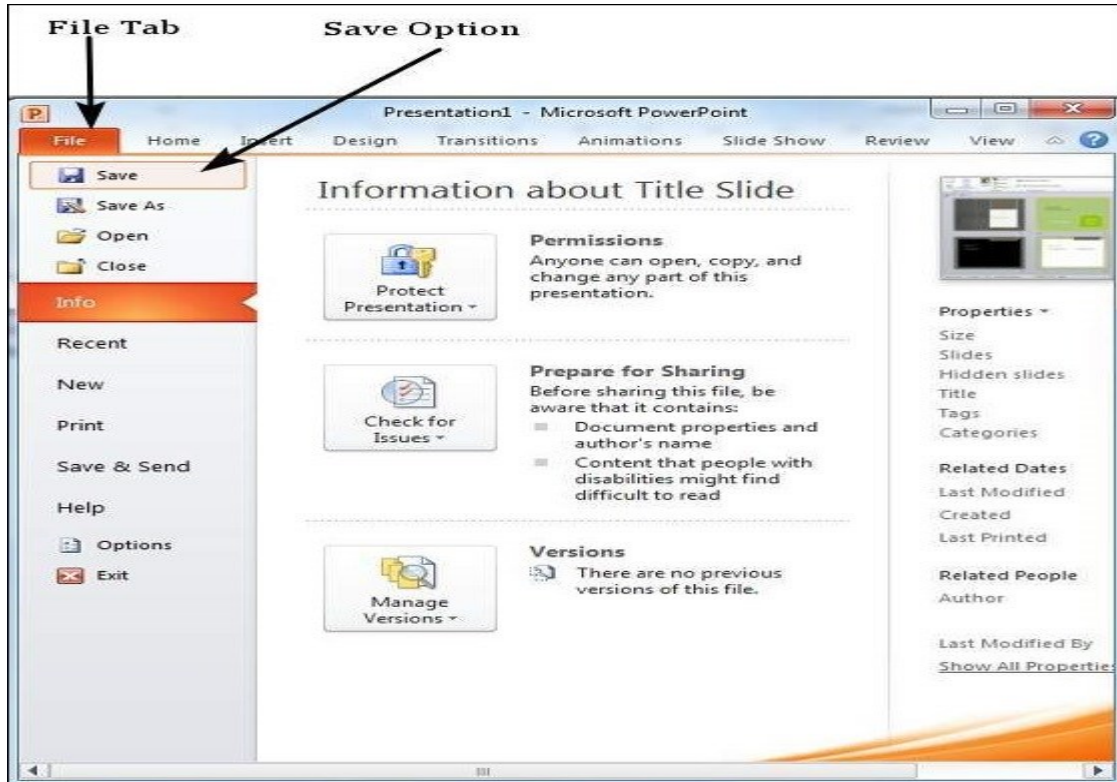 File Tab
Save Option
Presentation1 - Microsoft PowerPoint
File Home Insert Design Transitions Animations Slide Show Review View
Save
Save As
Open
Close
Info
Recent
New
Print
Save & Send
Help
Options
Exit
Information about Title Slide
Protect
Presentation
Permissions
Anyone can open, copy, and
change any part of this
presentation.
Check for
Issues
Prepare for Sharing
Before sharing this file, be
aware that it contains:
Document properties and
author's name
Content that people with
disabilities might find
difficult to read
Manage
Versions
Versions
There are no previous
versions of this file.
Properties
Size
Slides
Hidden slides
Title
Tags
Categories
Related Dates
Last Modified
Created
Last Printed
Related People
Author
Last Modified By
Show All Properties